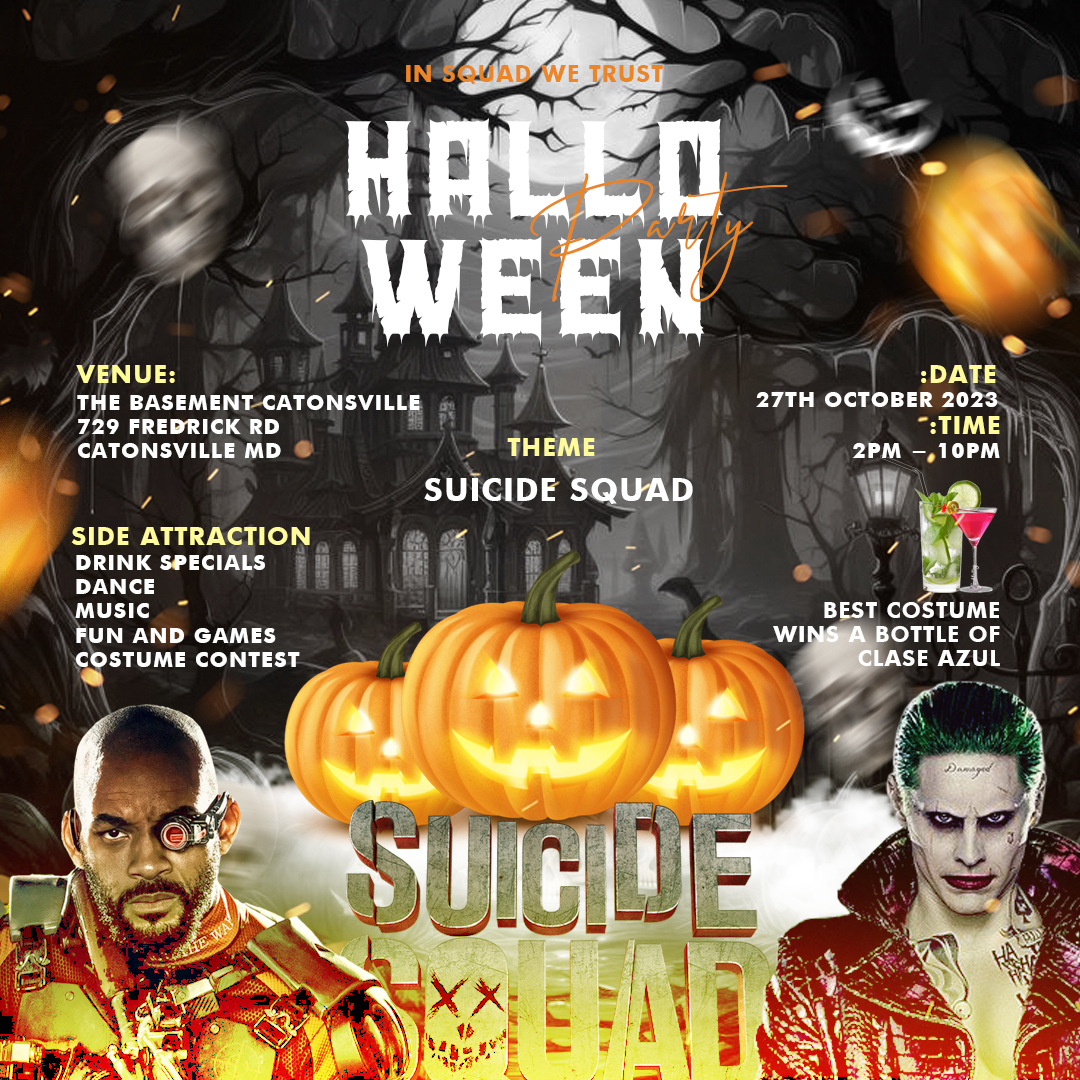 IN SQUAD WE TRUST
HALLO
Party
WEEN
VENUE:
THE BASEMENT CATONSVILLE
729 FREDRICK RD
CATONSVILLE MD
:DATE
27TH OCTOBER 2023
:TIME
2PM – 10PM
THEME
SUICIDE SQUAD
SIDE ATTRACTION
DRINK SPECIALS
DANCE
MUSIC
FUN AND GAMES
COSTUME CONTEST
BEST COSTUME
WINS A BOTTLE OF
CLASE AZUL
Damaged
SUICIDE
SQUAD
THE WA